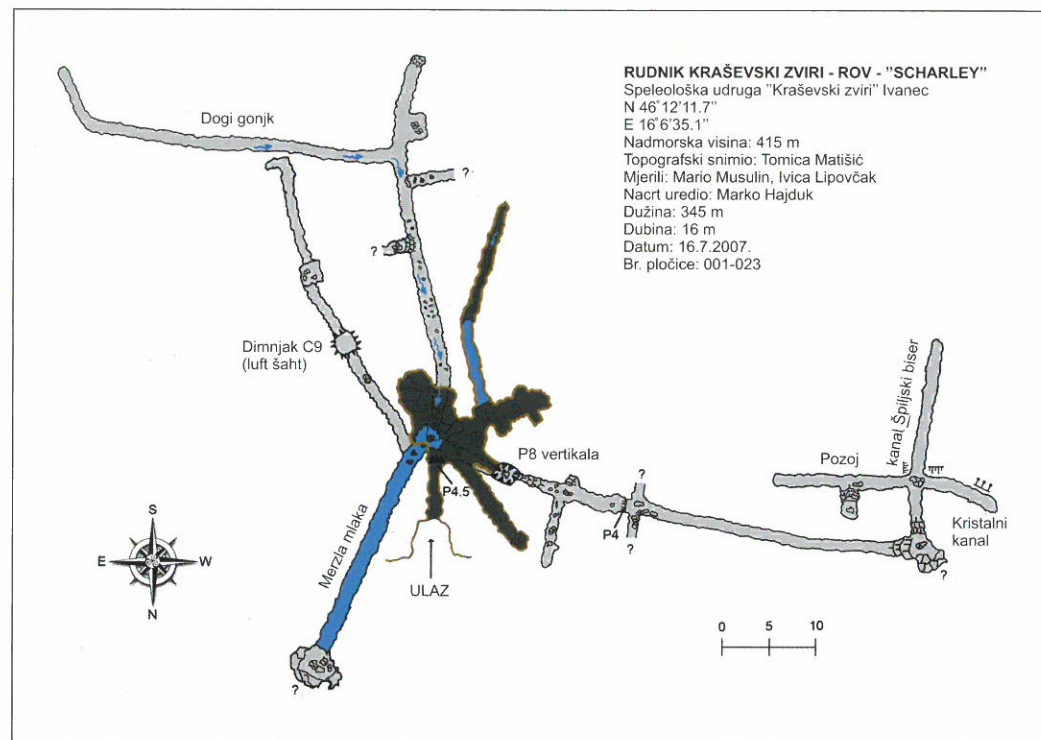 RUDNIK KRAŠEVSKI ZVIRI - ROV - "SCHARLEY"
Speleološka udruga "Kraševski zviri" Ivanec
N 46°12'11.7"
E 16°6'35.1"
Nadmorska visina: 415 m
Topografski snimio: Tomica Matišić
Mjerili: Mario Musulin, Ivica Lipovčak
Nacrt uredio: Marko Hajduk
Dužina: 345 m
Dubina: 16 m
Datum: 16.7.2007.
Br. pločice: 001-023
Dogi gonjk
?
?
Dimnjak C9
(luft šaht)
P8 vertikala
P4.5
?
P4
?
Pozoj
kanal Špiljski biser
Kristalni
kanal
?
Merzla mlaka
ULAZ
?
S
E
W
N
0 5 10